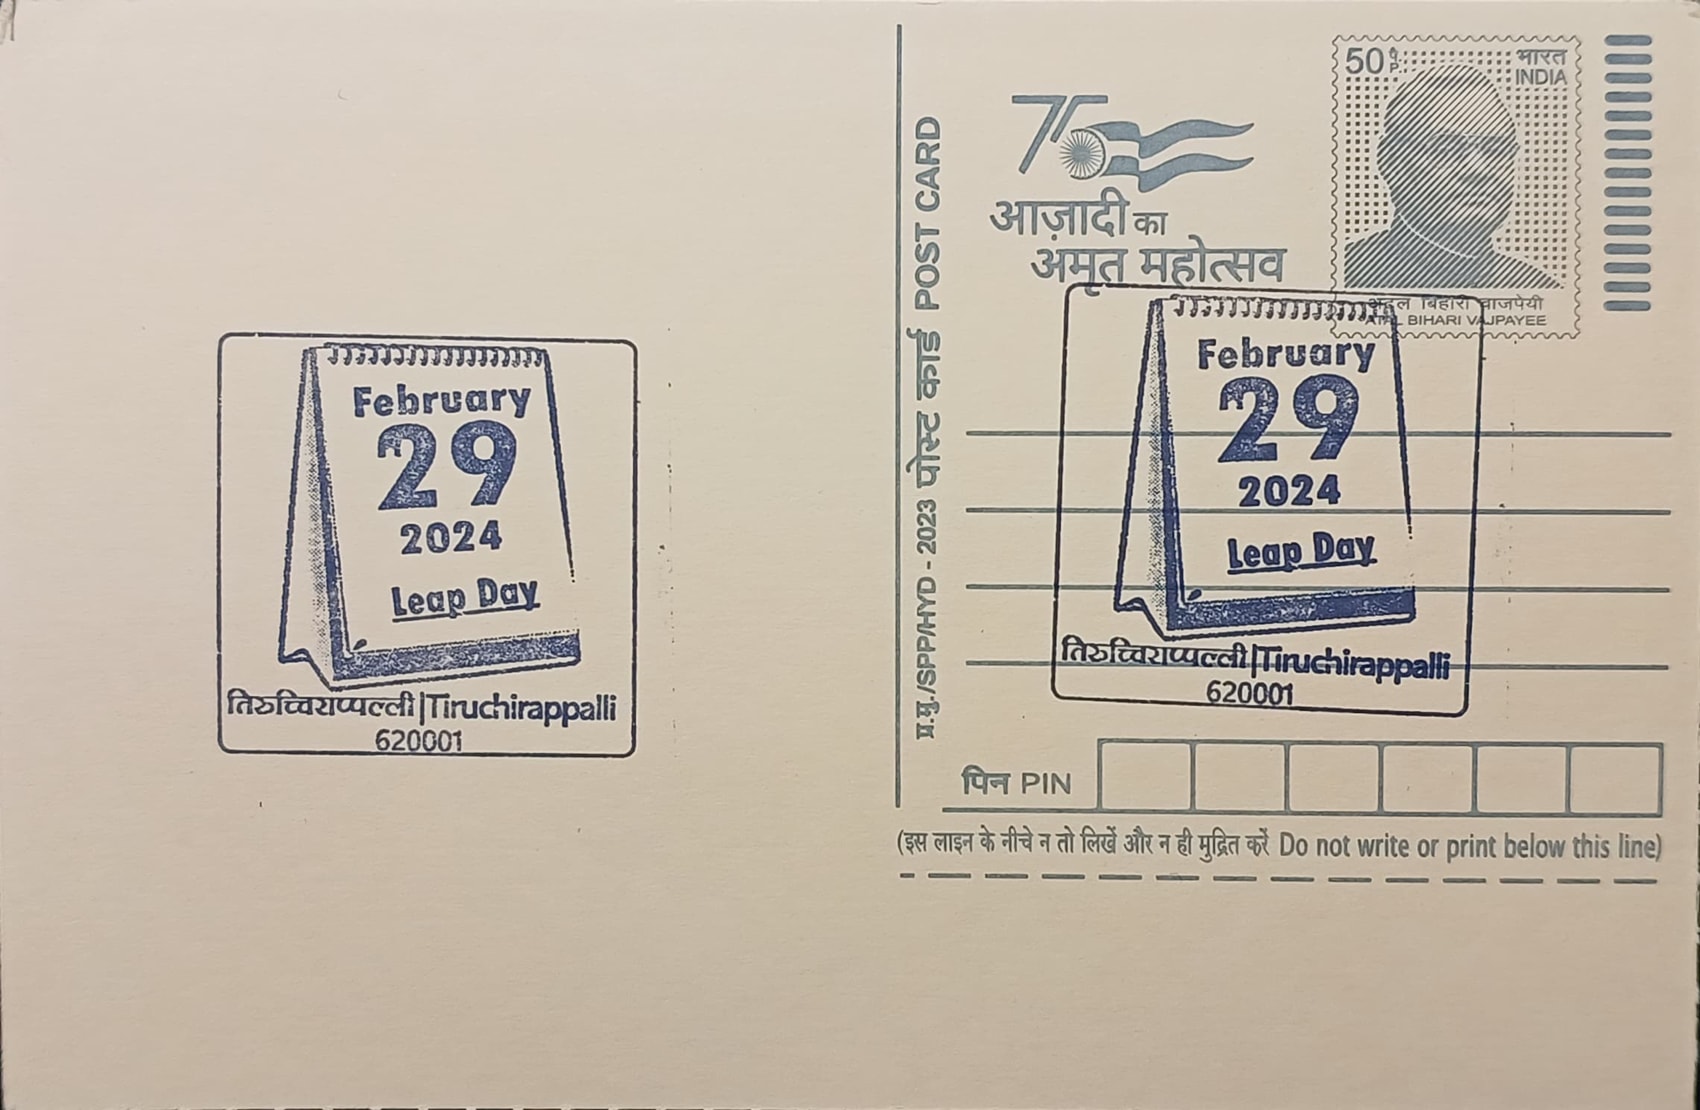 February
29
2024
Leap Day
तिरुच्चिराप्पल्ली|Tiruchirappalli
620001
प्र.मु./SPP/HYD - 2023 पोस्ट कार्ड POST CARD
75
आज़ादी का
अमृत महोत्सव
50 प. P.
भारत
INDIA
अटल बिहारी वाजपेयी
ATAL BIHARI VAJPAYEE
February
29
2024
Leap Day
तिरुच्चिराप्पल्ली|Tiruchirappalli
620001
पिन PIN
(इस लाइन के नीचे न तो लिखें और न ही मुद्रित करें Do not write or print below this line)